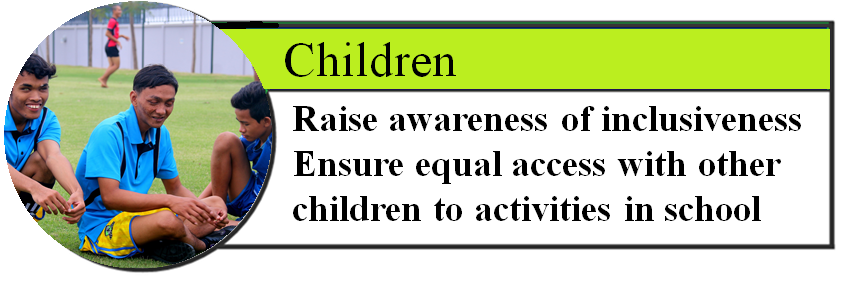 Children
Raise awareness of inclusiveness
Ensure equal access with other
children to activities in school